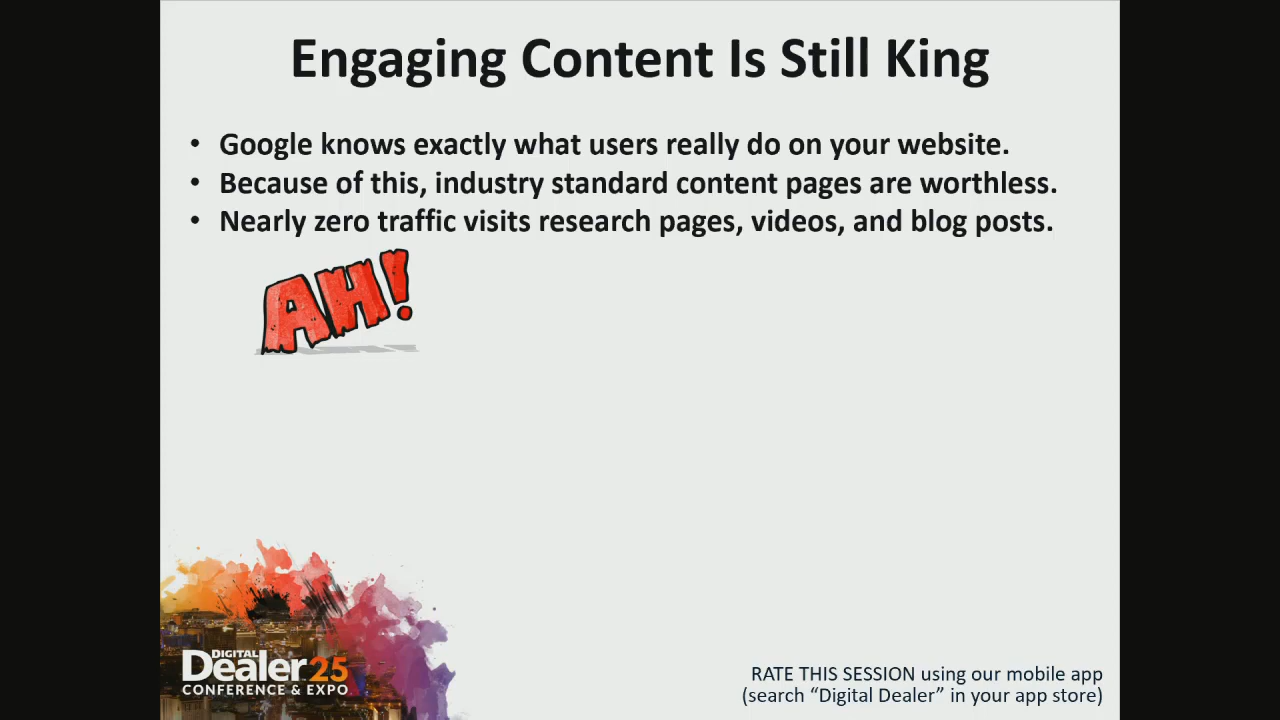 Engaging Content Is Still King
• Google knows exactly what users really do on your website.
• Because of this, industry standard content pages are worthless.
• Nearly zero traffic visits research pages, videos, and blog posts.
AH!
DIGITAL
Dealer 25
CONFERENCE & EXPO
RATE THIS SESSION using our mobile app
(search “Digital Dealer” in your app store)